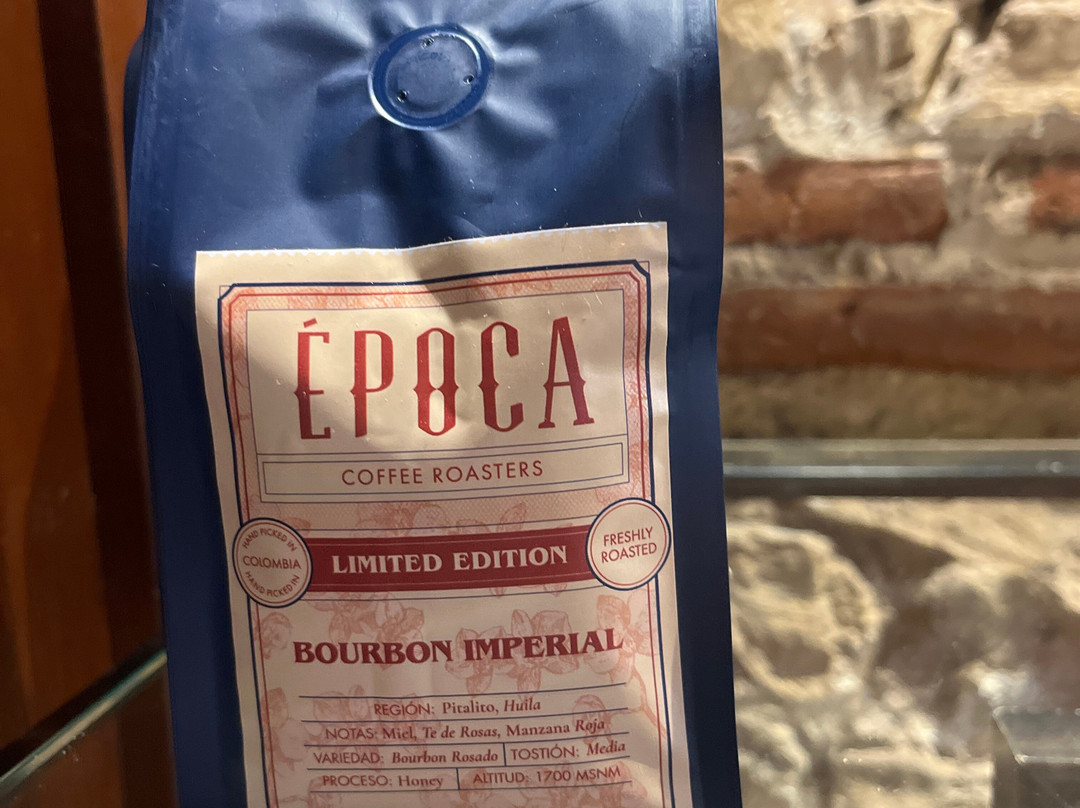 ÉPOCA
COFFEE ROASTERS
HAND PICKED IN
COLOMBIA
HAND PICKED IN
LIMITED EDITION
FRESHLY
ROASTED
BOURBON IMPERIAL
REGIÓN: Pitalito, Huila
NOTAS: Miel, Te de Rosas, Manzana Roja
VARIEDAD: Bourbon Rosado TOSTIÓN: Media
PROCESO: Honey ALTITUD: 1700 MSNM